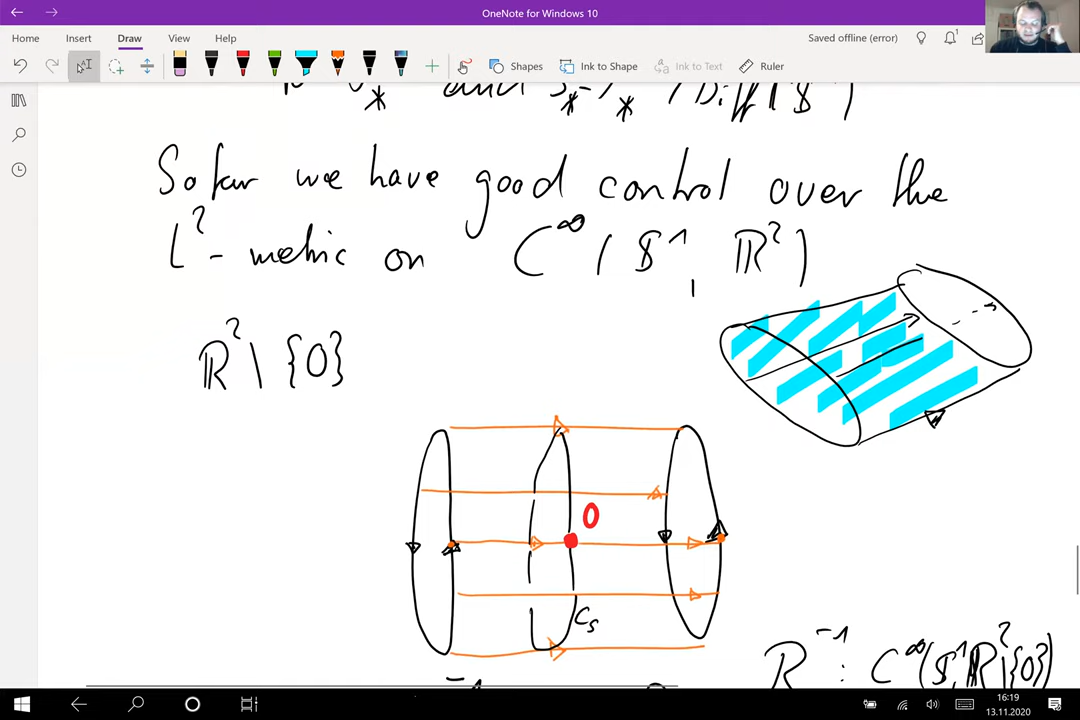 OneNote for Windows 10
Home Insert Draw View Help
Saved offline (error)
Shapes Ink to Shape Ink to Text Ruler
So far we have good control over the
L² - metric on C^∞ ( S¹, ℝ² )
ℝ² \ {0}
0
c_s
R⁻¹ : C^∞(S¹, ℝ²\{0})
-1
16:19
13.11.2020